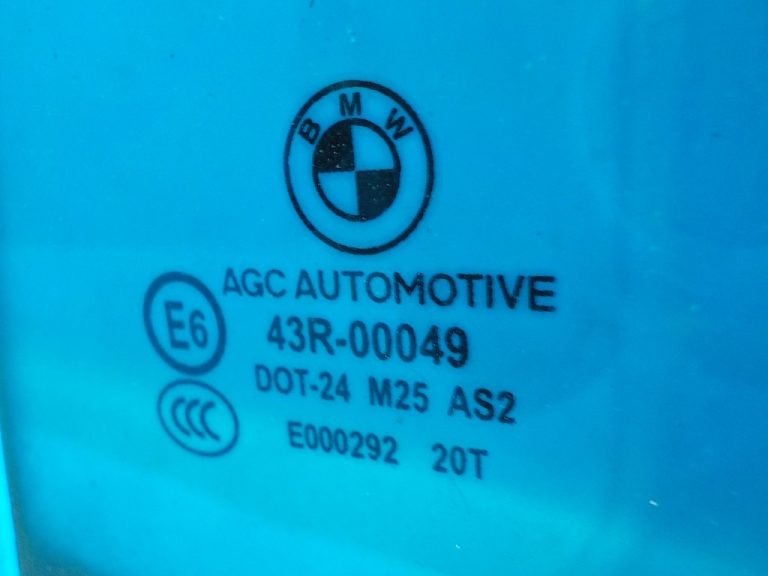 BMW
AGC AUTOMOTIVE
E6 43R-00049
DOT-24 M25 AS2
CCC
E000292 20T